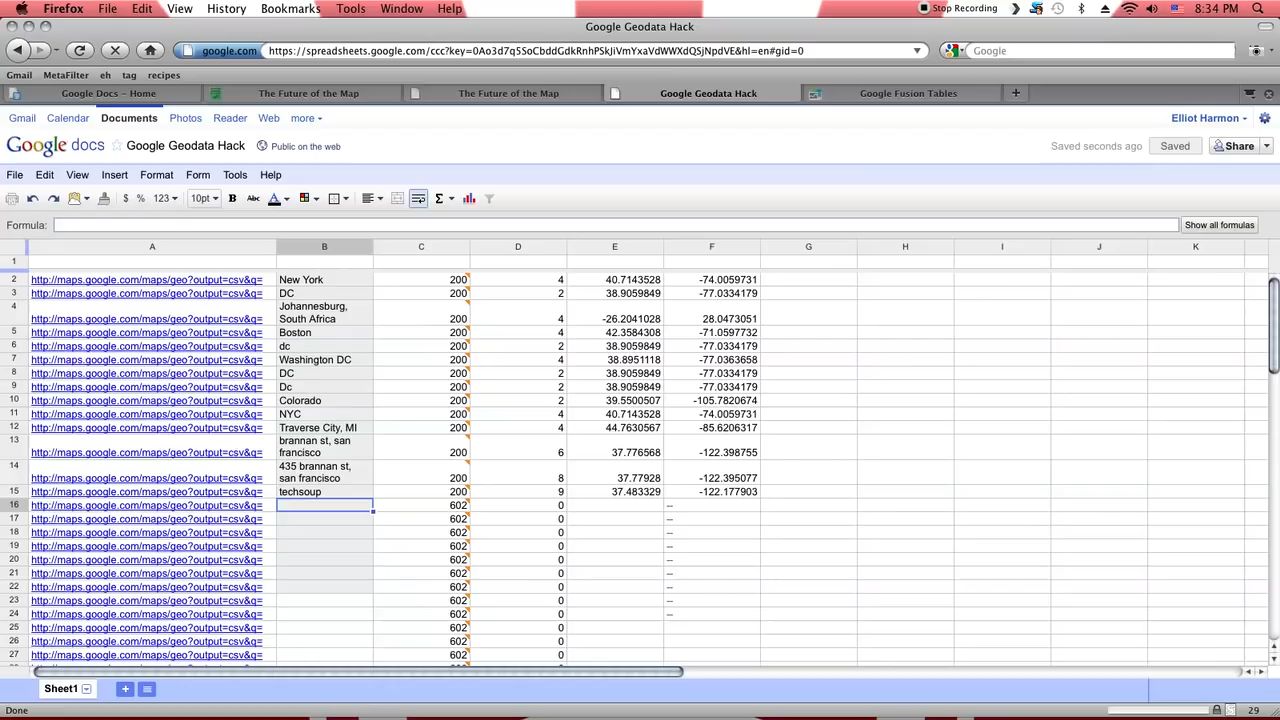 Firefox File Edit View History Bookmarks Tools Window Help Stop Recording 8:34 PM
Google Geodata Hack
google.com https://spreadsheets.google.com/ccc?key=0Ao3d7qSSoCbddGdkRnhPSkJiVmYxaVdWWXdQSjNpdVE&hl=en#gid=0 Google
Gmail MetaFilter eh tag recipes
Google Docs – Home The Future of the Map The Future of the Map Google Geodata Hack Google Fusion Tables +
Gmail Calendar Documents Photos Reader Web more Elliot Harmon
Google docs Google Geodata Hack Public on the web Saved seconds ago Saved Share
File Edit View Insert Format Form Tools Help
$ % 123 10pt B Abc A Σ
Formula: Show all formulas
A B C D E F G H I J K
1
2 http://maps.google.com/maps/geo?output=csv&q= New York 200 4 40.7143528 -74.0059731
3 http://maps.google.com/maps/geo?output=csv&q= DC 200 2 38.9059849 -77.0334179
4 Johannesburg,
http://maps.google.com/maps/geo?output=csv&q= South Africa 200 4 -26.2041028 28.0473051
5 http://maps.google.com/maps/geo?output=csv&q= Boston 200 4 42.3584308 -71.0597732
6 http://maps.google.com/maps/geo?output=csv&q= dc 200 2 38.9059849 -77.0334179
7 http://maps.google.com/maps/geo?output=csv&q= Washington DC 200 4 38.8951118 -77.0363658
8 http://maps.google.com/maps/geo?output=csv&q= DC 200 2 38.9059849 -77.0334179
9 http://maps.google.com/maps/geo?output=csv&q= Dc 200 2 38.9059849 -77.0334179
10 http://maps.google.com/maps/geo?output=csv&q= Colorado 200 2 39.5500507 -105.7820674
11 http://maps.google.com/maps/geo?output=csv&q= NYC 200 4 40.7143528 -74.0059731
12 http://maps.google.com/maps/geo?output=csv&q= Traverse City, MI 200 4 44.7630567 -85.6206317
13 brannan st, san
http://maps.google.com/maps/geo?output=csv&q= francisco 200 6 37.776568 -122.398755
14 435 brannan st,
http://maps.google.com/maps/geo?output=csv&q= san francisco 200 8 37.77928 -122.395077
15 http://maps.google.com/maps/geo?output=csv&q= techsoup 200 9 37.483329 -122.177903
16 http://maps.google.com/maps/geo?output=csv&q= 602 0 --
17 http://maps.google.com/maps/geo?output=csv&q= 602 0 --
18 http://maps.google.com/maps/geo?output=csv&q= 602 0 --
19 http://maps.google.com/maps/geo?output=csv&q= 602 0 --
20 http://maps.google.com/maps/geo?output=csv&q= 602 0 --
21 http://maps.google.com/maps/geo?output=csv&q= 602 0 --
22 http://maps.google.com/maps/geo?output=csv&q= 602 0 --
23 http://maps.google.com/maps/geo?output=csv&q= 602 0 --
24 http://maps.google.com/maps/geo?output=csv&q= 602 0 --
25 http://maps.google.com/maps/geo?output=csv&q= 602 0
26 http://maps.google.com/maps/geo?output=csv&q= 602 0
27 http://maps.google.com/maps/geo?output=csv&q= 602 0
Sheet1 +
Done 29